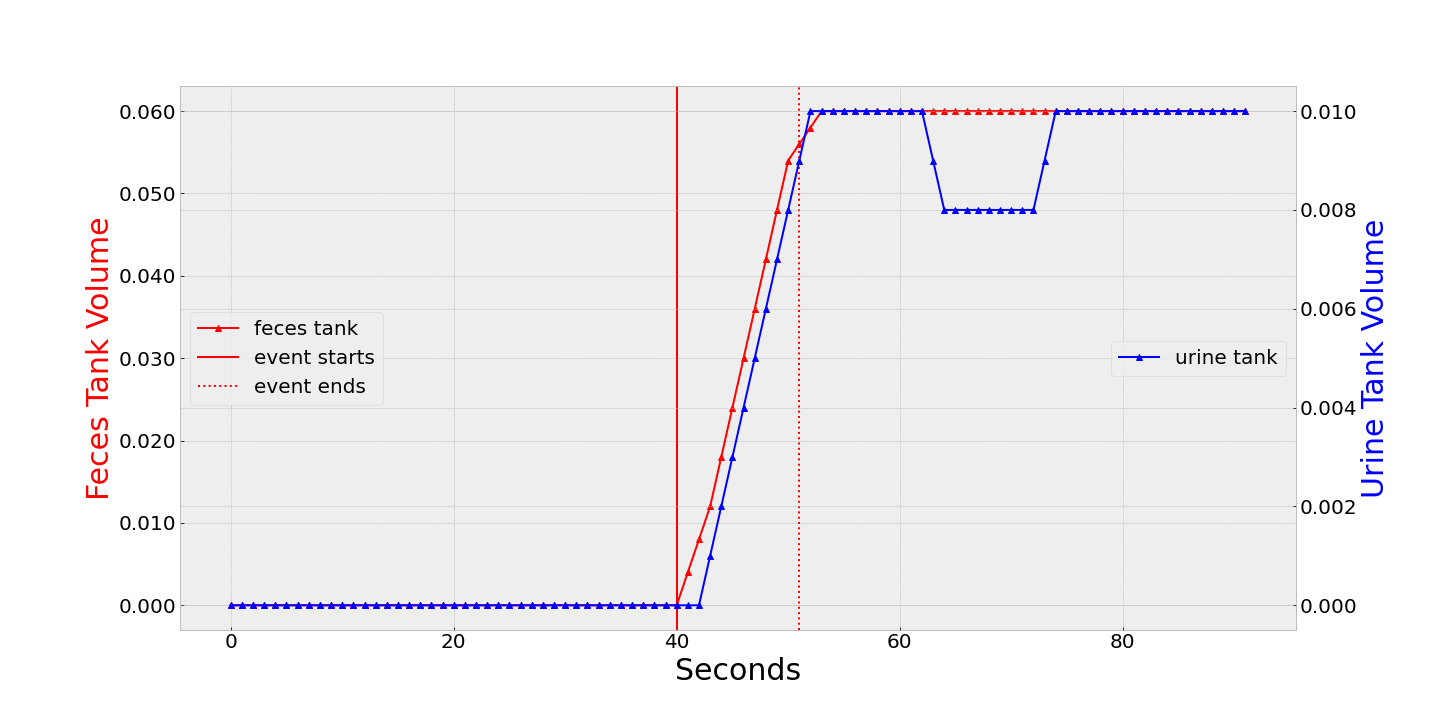 0.060
0.050
0.040
0.030
0.020
0.010
0.000
Feces Tank Volume
feces tank
event starts
event ends
urine tank
0.010
0.008
0.006
0.004
0.002
0.000
Urine Tank Volume
0 20 40 60 80
Seconds